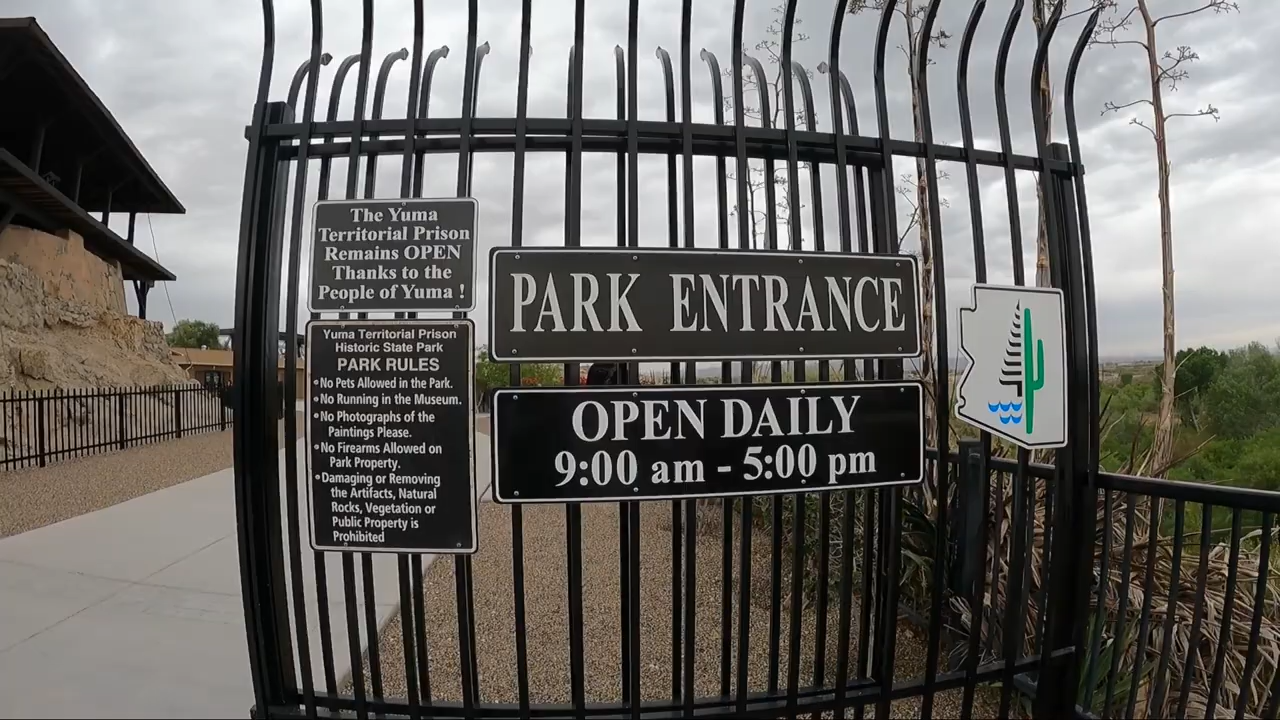 The Yuma
Territorial Prison
Remains OPEN
Thanks to the
People of Yuma !
Yuma Territorial Prison
Historic State Park
PARK RULES
• No Pets Allowed in the Park.
• No Running in the Museum.
• No Photographs of the
Paintings Please.
• No Firearms Allowed on
Park Property.
• Damaging or Removing
the Artifacts, Natural
Rocks, Vegetation or
Public Property is
Prohibited
PARK ENTRANCE
OPEN DAILY
9:00 am - 5:00 pm